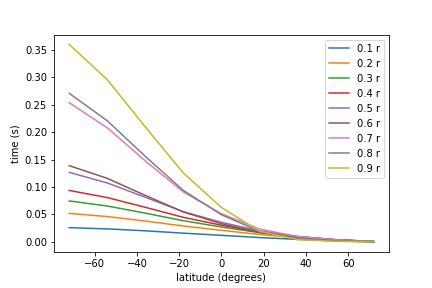 0.35
0.30
0.25
0.20
0.15
0.10
0.05
0.00
time (s)
−60 −40 −20 0 20 40 60
latitude (degrees)
0.1 r
0.2 r
0.3 r
0.4 r
0.5 r
0.6 r
0.7 r
0.8 r
0.9 r